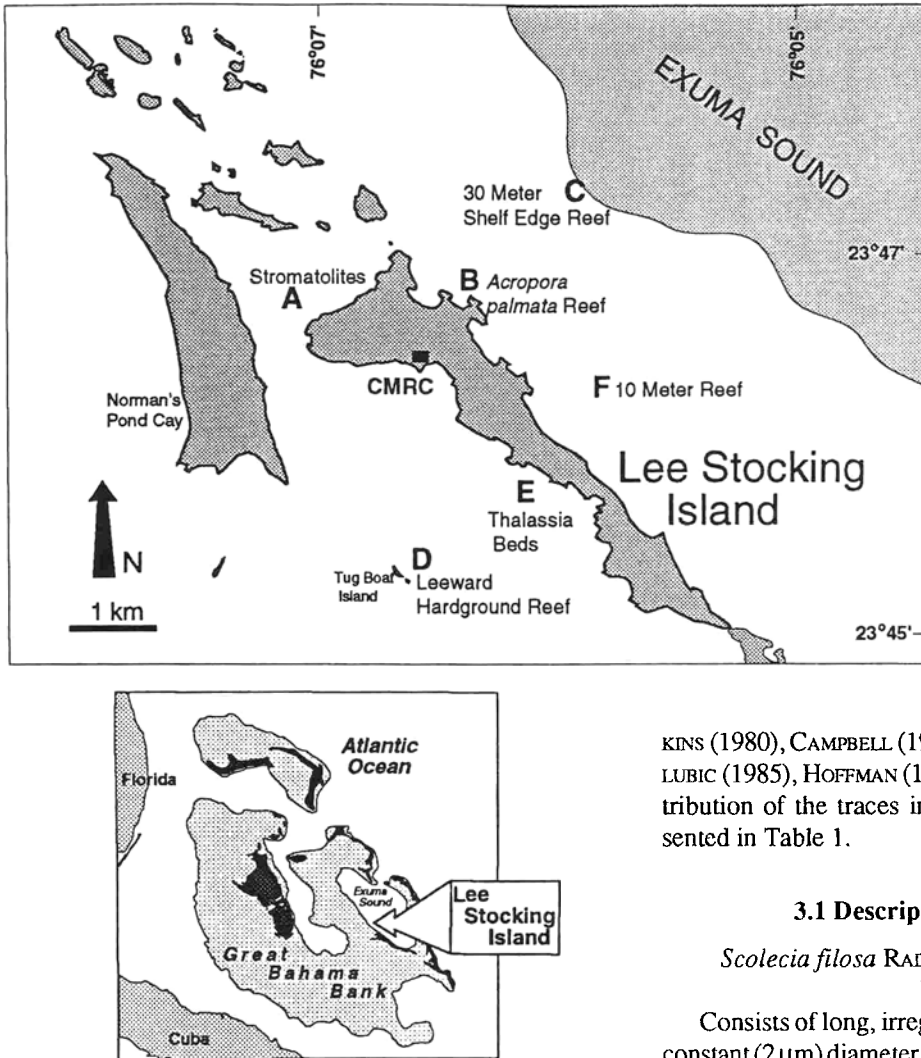 76°07'
76°05'
EXUMA SOUND
30 Meter C
Shelf Edge Reef
23°47'
Stromatolites
A
B Acropora
palmata Reef
CMRC
F 10 Meter Reef
Norman's
Pond Cay
Lee Stocking
Island
E
Thalassia
Beds
N
D
Tug Boat
Island
Leeward
Hardground Reef
1 km
23°45'
Florida
Atlantic
Ocean
Exuma
Sound
Lee
Stocking
Island
Great
Bahama
Bank
Cuba
KINS (1980), CAMPBELL (1
LUBIC (1985), HOFFMAN (1
tribution of the traces in
sented in Table 1.
3.1 Descrip
Scolecia filosa RAD
Consists of long, irreg
constant (2µm) diameter